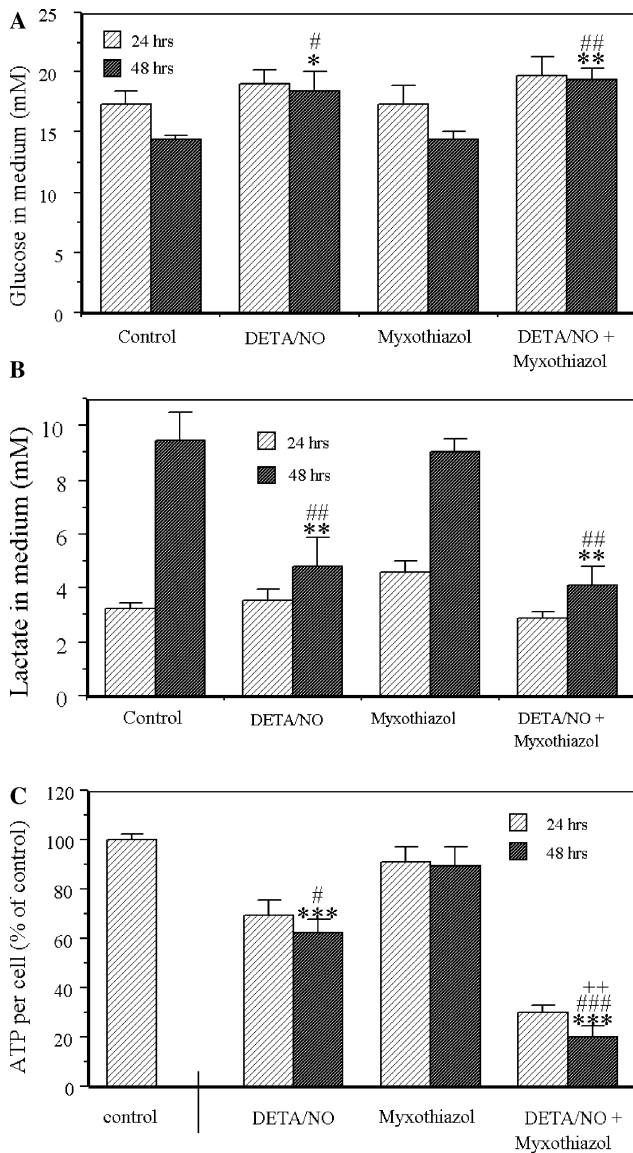 A
Glucose in medium (mM)
25
20
15
10
5
0
24 hrs
48 hrs
#
*
##
**
Control
DETA/NO
Myxothiazol
DETA/NO +
Myxothiazol
B
Lactate in medium (mM)
10
8
6
4
2
0
24 hrs
48 hrs
##
**
##
**
Control
DETA/NO
Myxothiazol
DETA/NO +
Myxothiazol
C
ATP per cell (% of control)
120
100
80
60
40
20
0
24 hrs
48 hrs
#
***
++
###
***
control
DETA/NO
Myxothiazol
DETA/NO +
Myxothiazol